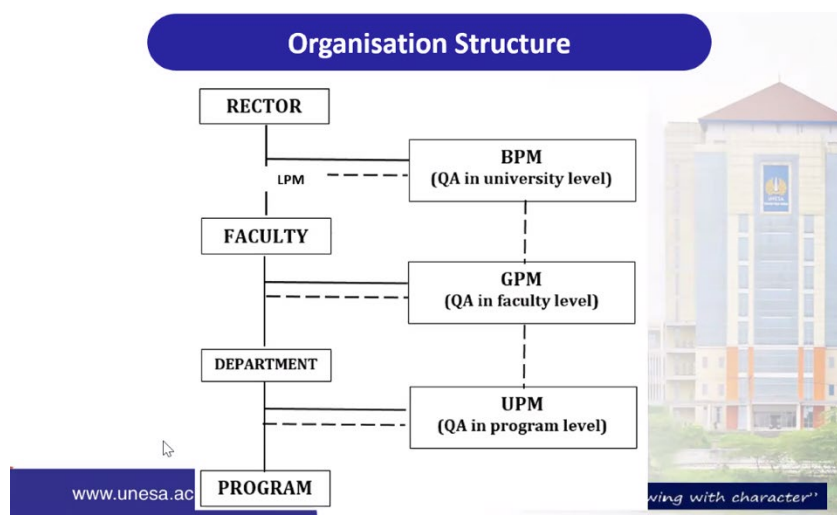 Organisation Structure
RECTOR
BPM
(QA in university level)
LPM
FACULTY
GPM
(QA in faculty level)
DEPARTMENT
UPM
(QA in program level)
PROGRAM
www.unesa.ac
wing with character”
UNESA